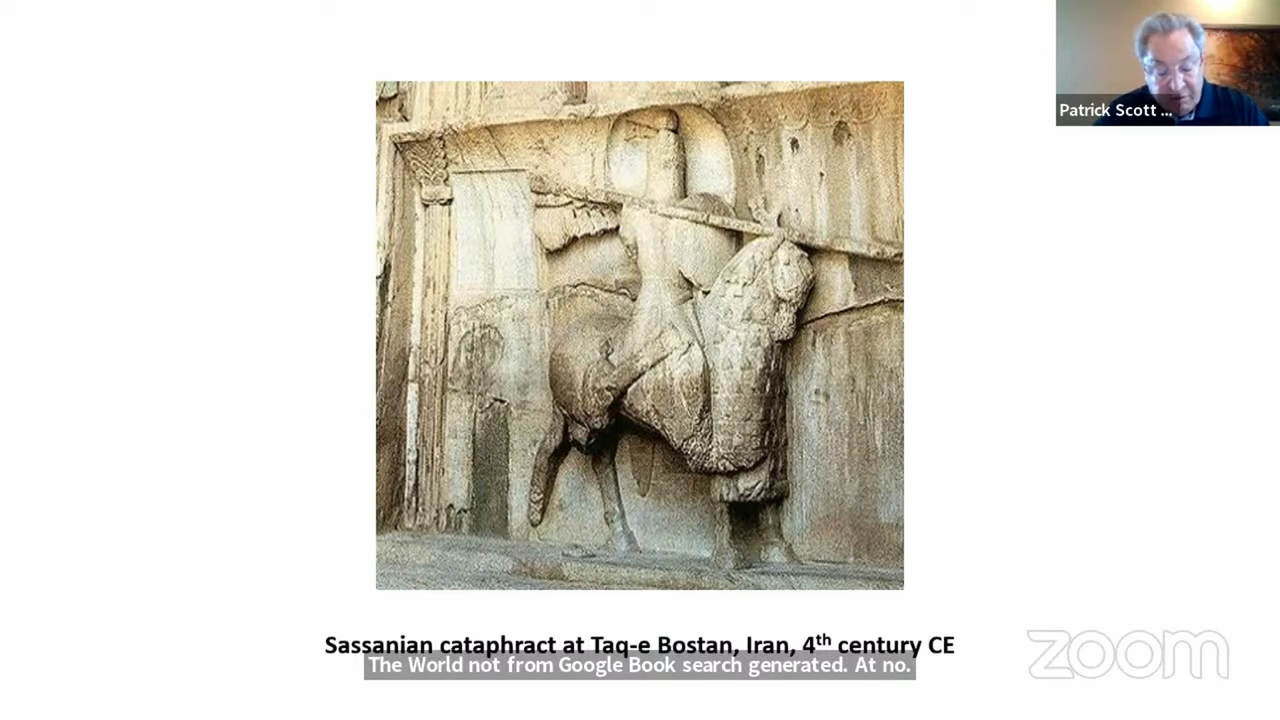 Patrick Scott ...
Sassanian cataphract at Taq-e Bostan, Iran, 4th century CE
The World not from Google Book search generated. At no.
zoom